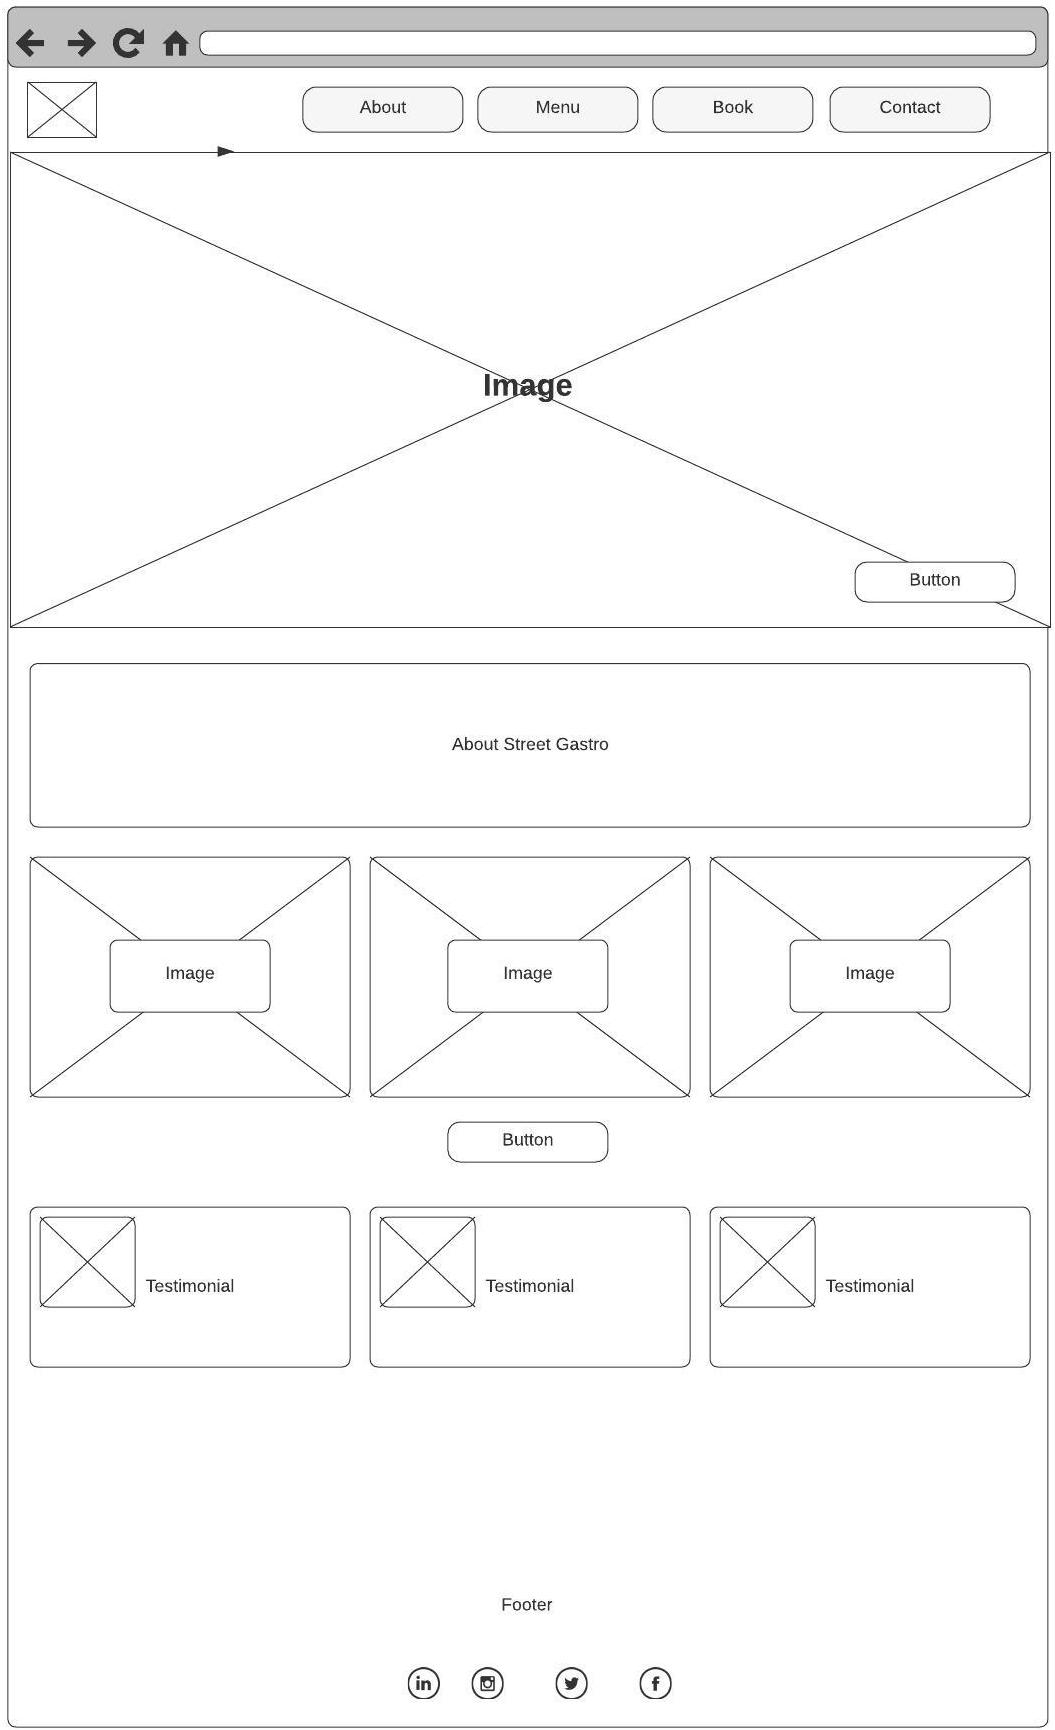 About
Menu
Book
Contact
Image
Button
About Street Gastro
Image
Image
Image
Button
Testimonial
Testimonial
Testimonial
Footer
in
f